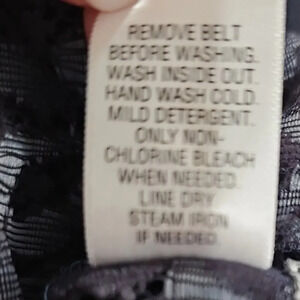 REMOVE BELT
BEFORE WASHING.
WASH INSIDE OUT.
HAND WASH COLD.
MILD DETERGENT.
ONLY NON-
CHLORINE BLEACH
WHEN NEEDED.
LINE DRY
STEAM IRON
IF NEEDED